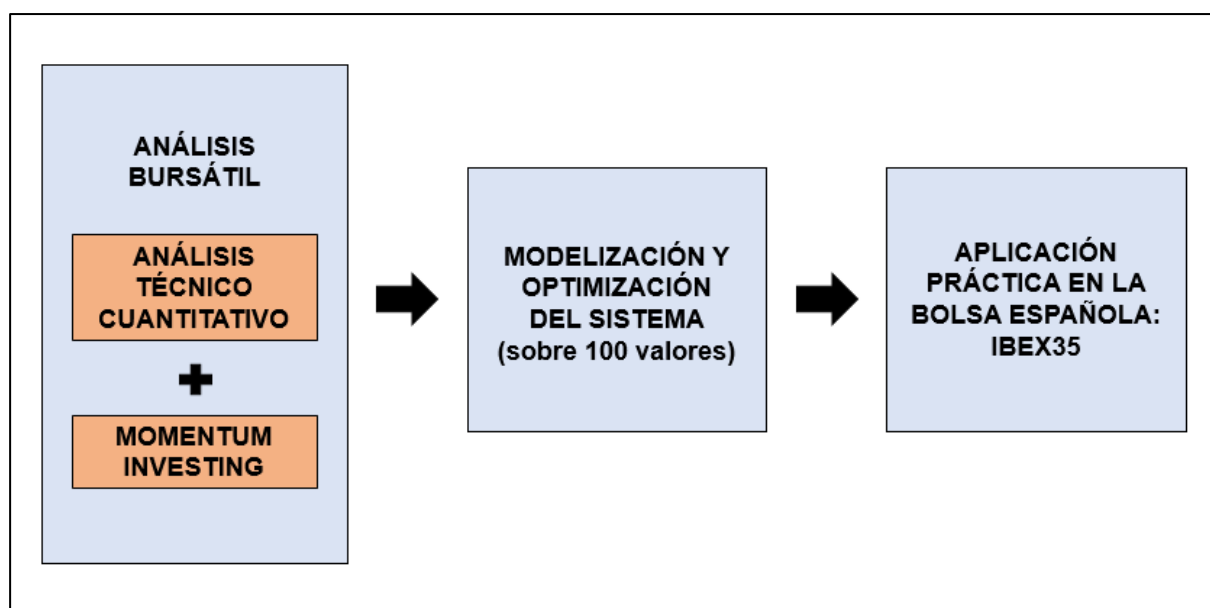 ANÁLISIS
BURSÁTIL
ANÁLISIS
TÉCNICO
CUANTITATIVO
+
MOMENTUM
INVESTING
MODELIZACIÓN Y
OPTIMIZACIÓN
DEL SISTEMA
(sobre 100 valores)
APLICACIÓN
PRÁCTICA EN LA
BOLSA ESPAÑOLA:
IBEX35